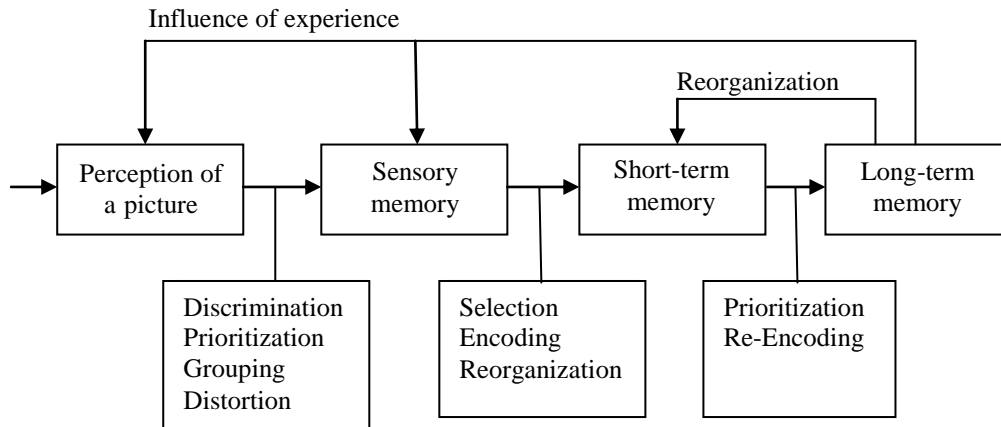 Influence of experience
Reorganization
Perception of
a picture
Sensory
memory
Short-term
memory
Long-term
memory
Discrimination
Prioritization
Grouping
Distortion
Selection
Encoding
Reorganization
Prioritization
Re-Encoding